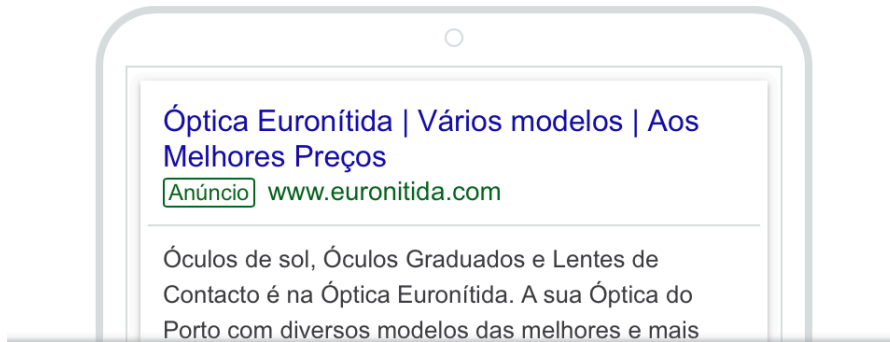 Óptica Euronítida | Vários modelos | Aos
Melhores Preços
Anúncio www.euronitida.com
Óculos de sol, Óculos Graduados e Lentes de
Contacto é na Óptica Euronítida. A sua Óptica do
Porto com diversos modelos das melhores e mais